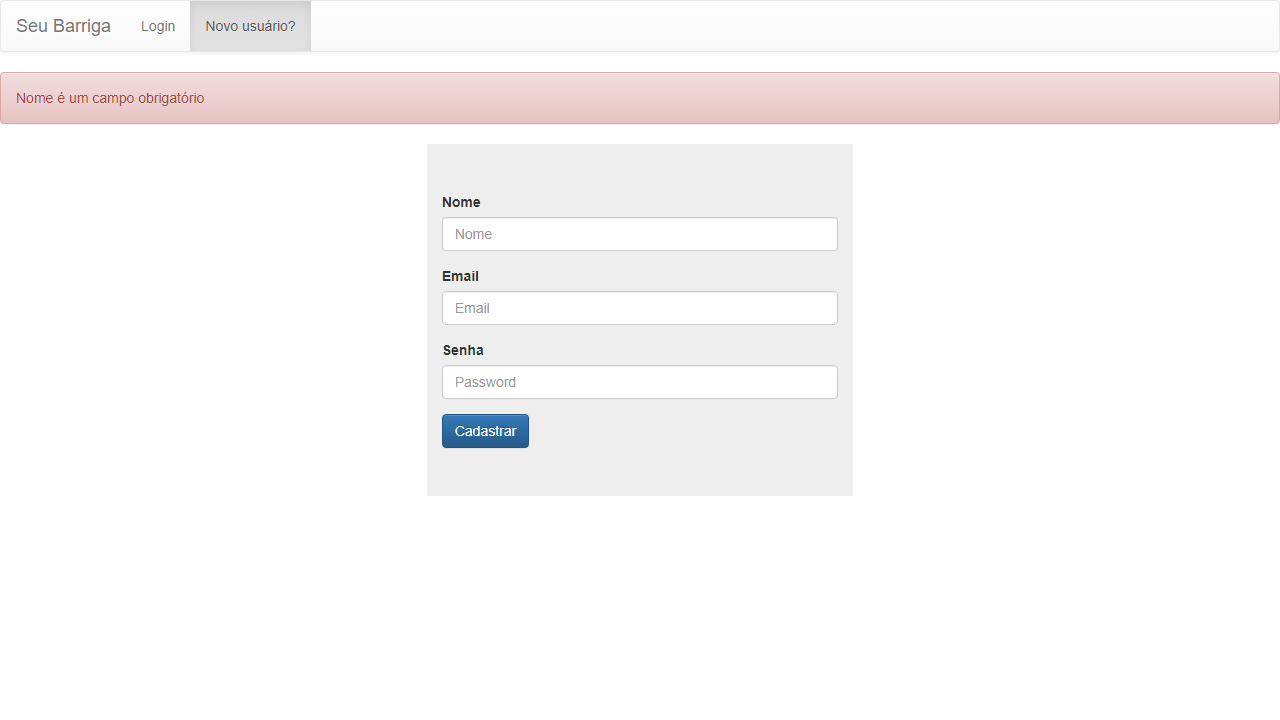 Seu Barriga Login Novo usuário?
Nome é um campo obrigatório
Nome
Nome
Email
Email
Senha
Password
Cadastrar